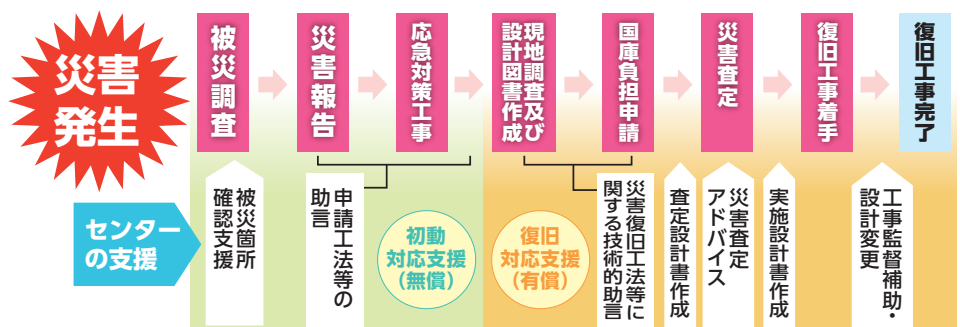 災害
発生
被災調査
災害報告
応急対策工事
現地調査及び
設計図書作成
国庫負担申請
災害査定
復旧工事着手
復旧工事完了
センター
の支援
被災箇所
確認支援
申請工法等の
助言
初動
対応支援
(無償)
復旧
対応支援
(有償)
災害復旧工法等に
関する技術的助言
査定設計書作成
災害査定
アドバイス
実施設計書作成
工事監督補助・
設計変更